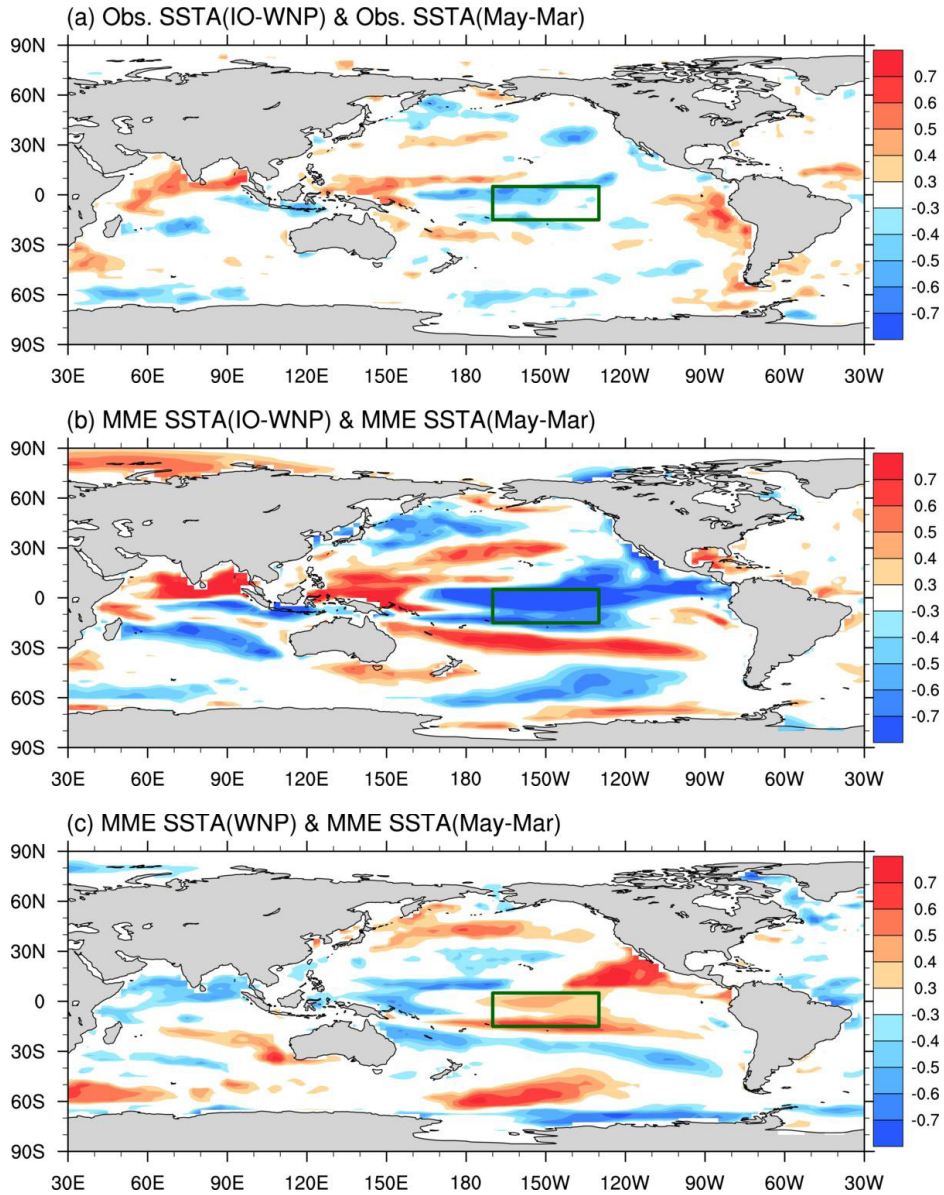 (a) Obs. SSTA(IO-WNP) & Obs. SSTA(May-Mar)
90N
60N
30N
0
30S
60S
90S
30E 60E 90E 120E 150E 180 150W 120W 90W 60W 30W
0.7
0.6
0.5
0.4
0.3
-0.3
-0.4
-0.5
-0.6
-0.7
(b) MME SSTA(IO-WNP) & MME SSTA(May-Mar)
90N
60N
30N
0
30S
60S
90S
30E 60E 90E 120E 150E 180 150W 120W 90W 60W 30W
0.7
0.6
0.5
0.4
0.3
-0.3
-0.4
-0.5
-0.6
-0.7
(c) MME SSTA(WNP) & MME SSTA(May-Mar)
90N
60N
30N
0
30S
60S
90S
30E 60E 90E 120E 150E 180 150W 120W 90W 60W 30W
0.7
0.6
0.5
0.4
0.3
-0.3
-0.4
-0.5
-0.6
-0.7